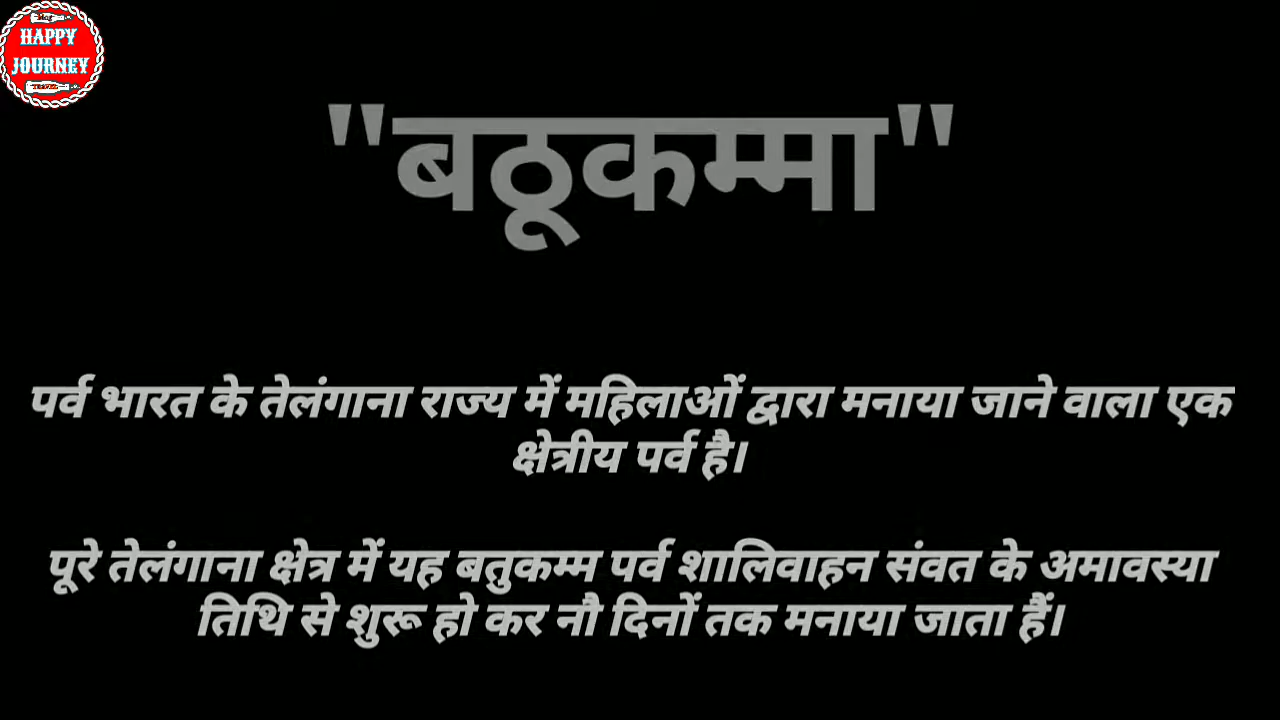 HAPPY
JOURNEY
TRAVEL
"बठूकम्मा"
पर्व भारत के तेलंगाना राज्य में महिलाओं द्वारा मनाया जाने वाला एक
क्षेत्रीय पर्व है।
पूरे तेलंगाना क्षेत्र में यह बतुकम्म पर्व शालिवाहन संवत के अमावस्या
तिथि से शुरू हो कर नौ दिनों तक मनाया जाता हैं।